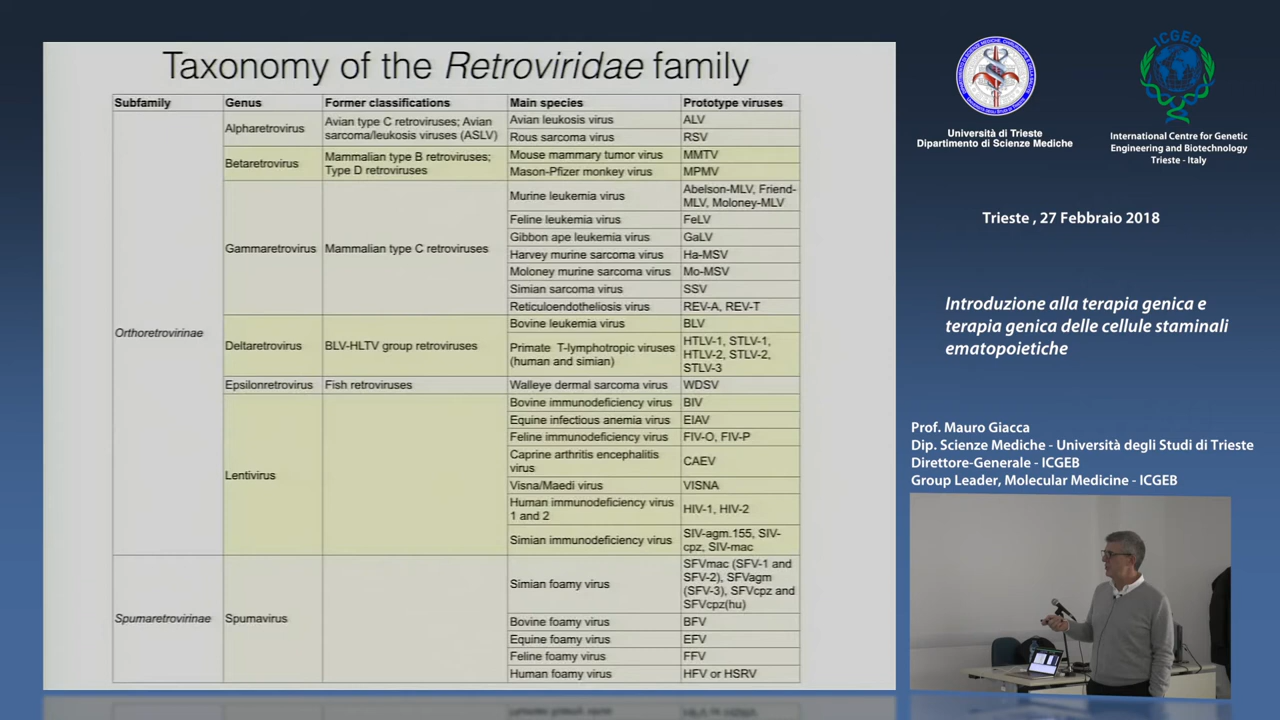 Taxonomy of the Retroviridae family
Subfamily Genus Former classifications Main species Prototype viruses
Orthoretrovirinae
Alpharetrovirus
Avian type C retroviruses; Avian
sarcoma/leukosis viruses (ASLV)
Avian leukosis virus ALV
Rous sarcoma virus RSV
Betaretrovirus
Mammalian type B retroviruses;
Type D retroviruses
Mouse mammary tumor virus MMTV
Mason-Pfizer monkey virus MPMV
Gammaretrovirus
Mammalian type C retroviruses
Murine leukemia virus
Abelson-MLV, Friend-
MLV, Moloney-MLV
Feline leukemia virus FeLV
Gibbon ape leukemia virus GaLV
Harvey murine sarcoma virus Ha-MSV
Moloney murine sarcoma virus Mo-MSV
Simian sarcoma virus SSV
Reticuloendotheliosis virus REV-A, REV-T
Deltaretrovirus
BLV-HLTV group retroviruses
Bovine leukemia virus BLV
Primate T-lymphotropic viruses
(human and simian)
HTLV-1, STLV-1,
HTLV-2, STLV-2,
STLV-3
Epsilonretrovirus Fish retroviruses Walleye dermal sarcoma virus WDSV
Lentivirus
Bovine immunodeficiency virus BIV
Equine infectious anemia virus EIAV
Feline immunodeficiency virus FIV-O, FIV-P
Caprine arthritis encephalitis
virus
CAEV
Visna/Maedi virus VISNA
Human immunodeficiency virus
1 and 2
HIV-1, HIV-2
Simian immunodeficiency virus
SIV-agm.155, SIV-
cpz, SIV-mac
Spumaretrovirinae
Spumavirus
Simian foamy virus
SFVmac (SFV-1 and
SFV-2), SFVagm
(SFV-3), SFVcpz and
SFVcpz(hu)
Bovine foamy virus BFV
Equine foamy virus EFV
Feline foamy virus FFV
Human foamy virus HFV or HSRV
Università di Trieste
Dipartimento di Scienze Mediche
ICGEB
International Centre for Genetic
Engineering and Biotechnology
Trieste - Italy
Trieste , 27 Febbraio 2018
Introduzione alla terapia genica e
terapia genica delle cellule staminali
ematopoietiche
Prof. Mauro Giacca
Dip. Scienze Mediche - Università degli Studi di Trieste
Direttore-Generale - ICGEB
Group Leader, Molecular Medicine - ICGEB